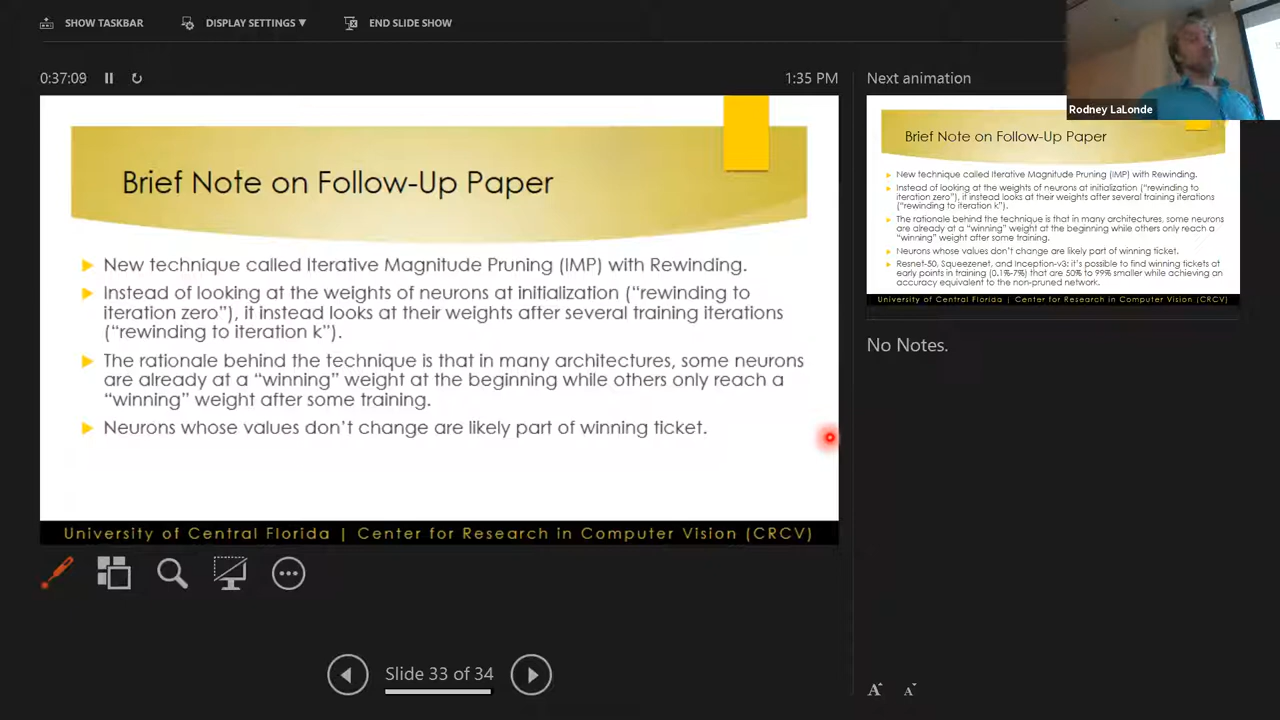 SHOW TASKBAR
DISPLAY SETTINGS ▼
END SLIDE SHOW
0:37:09
1:35 PM
Brief Note on Follow-Up Paper
New technique called Iterative Magnitude Pruning (IMP) with Rewinding.
Instead of looking at the weights of neurons at initialization (“rewinding to
iteration zero”), it instead looks at their weights after several training iterations
(“rewinding to iteration k”).
The rationale behind the technique is that in many architectures, some neurons
are already at a “winning” weight at the beginning while others only reach a
“winning” weight after some training.
Neurons whose values don’t change are likely part of winning ticket.
University of Central Florida | Center for Research in Computer Vision (CRCV)
Slide 33 of 34
Next animation
Rodney LaLonde
Brief Note on Follow-Up Paper
New technique called Iterative Magnitude Pruning (IMP) with Rewinding.
Instead of looking at the weights of neurons at initialization (“rewinding to
iteration zero”), it instead looks at their weights after several training iterations
(“rewinding to iteration k”).
The rationale behind the technique is that in many architectures, some neurons
are already at a “winning” weight at the beginning while others only reach a
“winning” weight after some training.
Neurons whose values don’t change are likely part of winning ticket.
Resnet-50, Squeezenet, and Inception-v3: it’s possible to find winning tickets at
early points in training (0.1%-7%) that are 50% to 99% smaller while achieving an
accuracy equivalent to the non-pruned network.
University of Central Florida | Center for Research in Computer Vision (CRCV)
No Notes.
A A